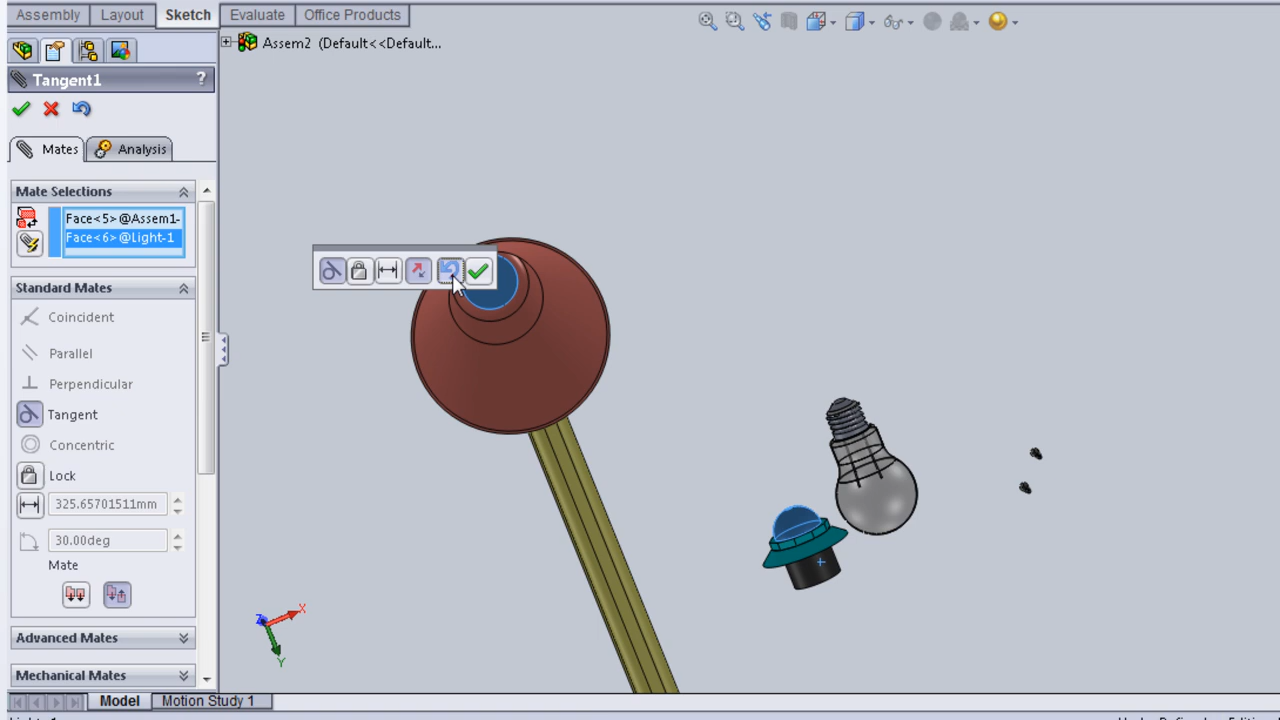 Assembly Layout Sketch Evaluate Office Products
Assem2 (Default<<Default...
Tangent1 ?
Mates Analysis
Mate Selections
Face<5>@Assem1-
Face<6>@Light-1
Standard Mates
Coincident
Parallel
Perpendicular
Tangent
Concentric
Lock
325.65701511mm
30.00deg
Mate
Advanced Mates
Mechanical Mates
X
Y
Z
Model Motion Study 1